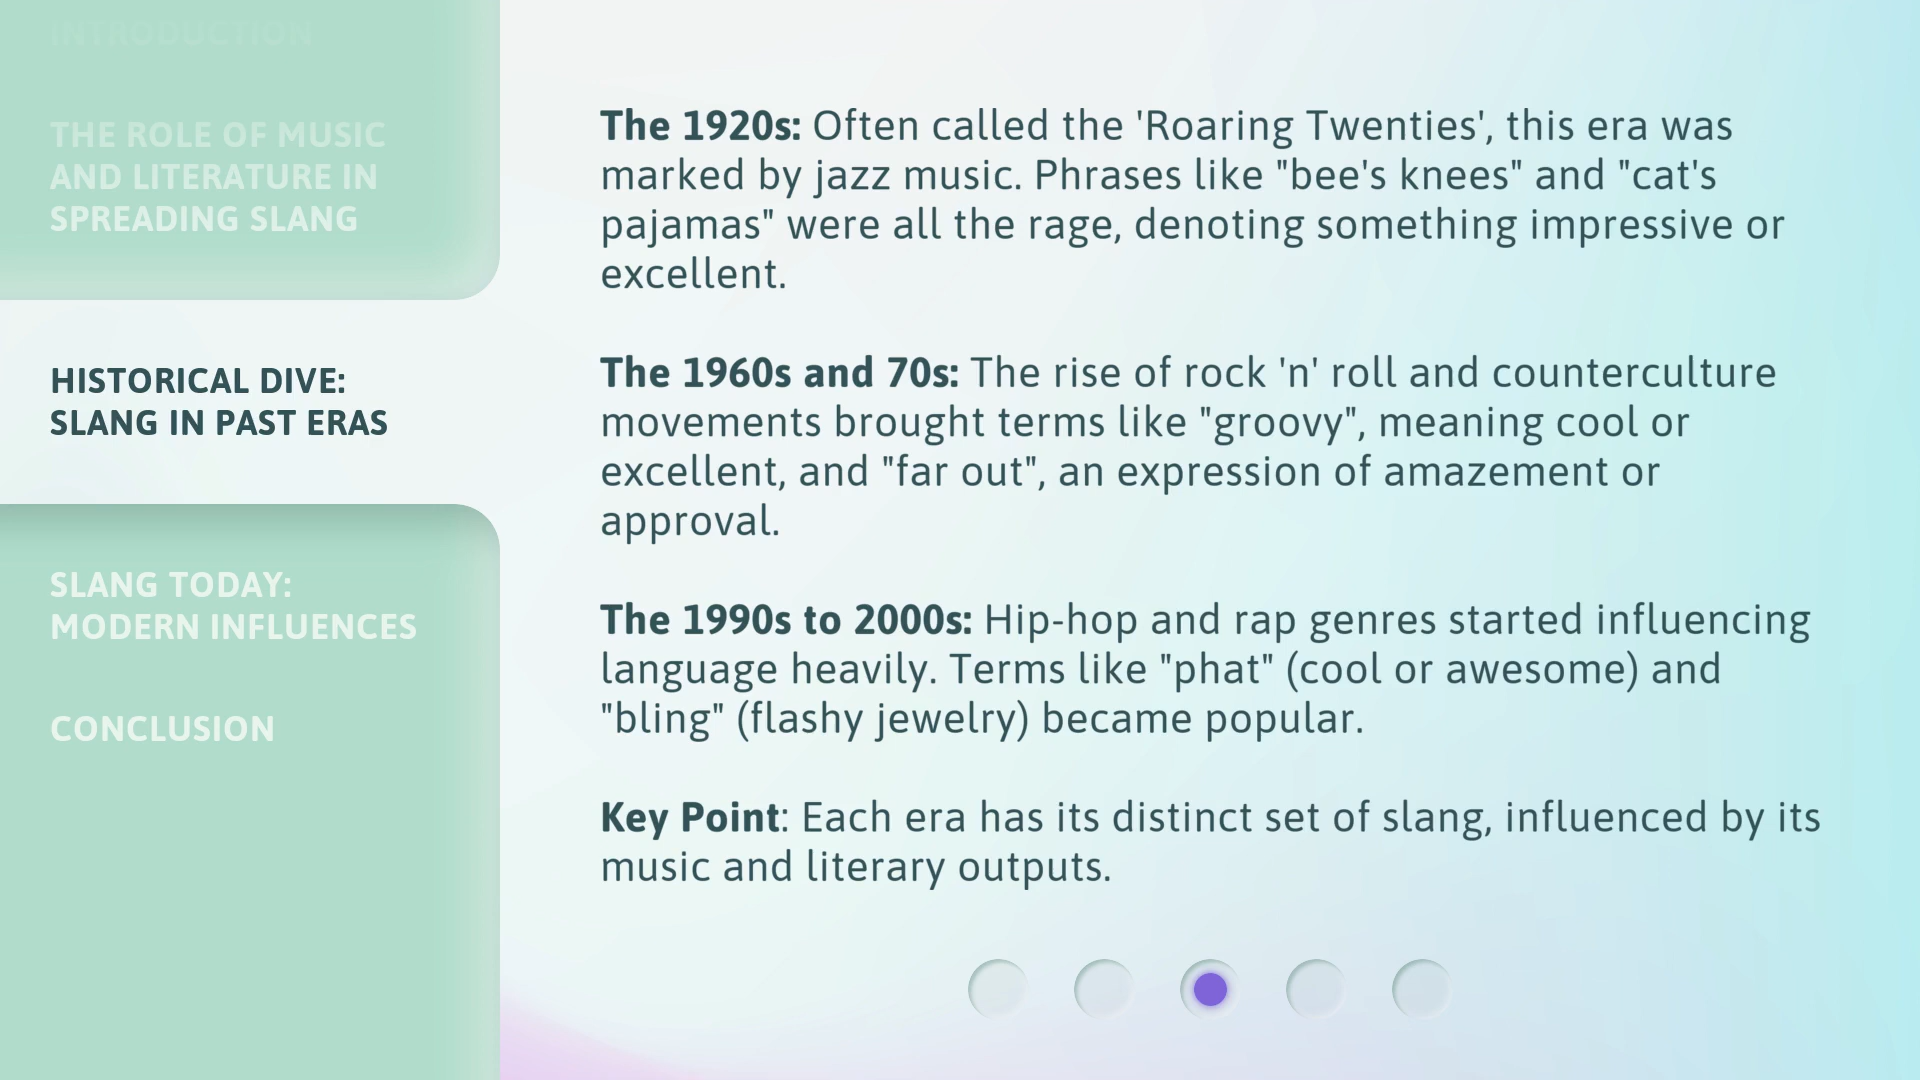 INTRODUCTION
THE ROLE OF MUSIC
AND LITERATURE IN
SPREADING SLANG
HISTORICAL DIVE:
SLANG IN PAST ERAS
SLANG TODAY:
MODERN INFLUENCES
CONCLUSION
The 1920s: Often called the 'Roaring Twenties', this era was
marked by jazz music. Phrases like "bee's knees" and "cat's
pajamas" were all the rage, denoting something impressive or
excellent.
The 1960s and 70s: The rise of rock 'n' roll and counterculture
movements brought terms like "groovy", meaning cool or
excellent, and "far out", an expression of amazement or
approval.
The 1990s to 2000s: Hip-hop and rap genres started influencing
language heavily. Terms like "phat" (cool or awesome) and
"bling" (flashy jewelry) became popular.
Key Point: Each era has its distinct set of slang, influenced by its
music and literary outputs.